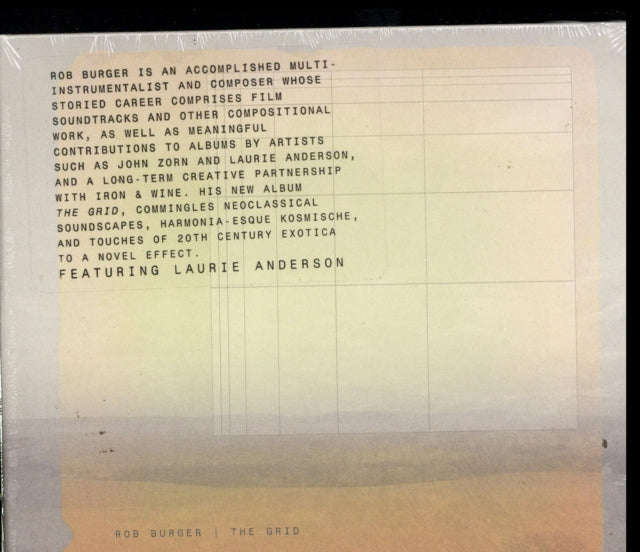 ROB BURGER IS AN ACCOMPLISHED MULTI-
INSTRUMENTALIST AND COMPOSER WHOSE
STORIED CAREER COMPRISES FILM
SOUNDTRACKS AND OTHER COMPOSITIONAL
WORK, AS WELL AS MEANINGFUL
CONTRIBUTIONS TO ALBUMS BY ARTISTS
SUCH AS JOHN ZORN AND LAURIE ANDERSON,
AND A LONG-TERM CREATIVE PARTNERSHIP
WITH IRON & WINE. HIS NEW ALBUM
THE GRID, COMMINGLES NEOCLASSICAL
SOUNDSCAPES, HARMONIA-ESQUE KOSMISCHE,
AND TOUCHES OF 20TH CENTURY EXOTICA
TO A NOVEL EFFECT.
FEATURING LAURIE ANDERSON
ROB BURGER | THE GRID